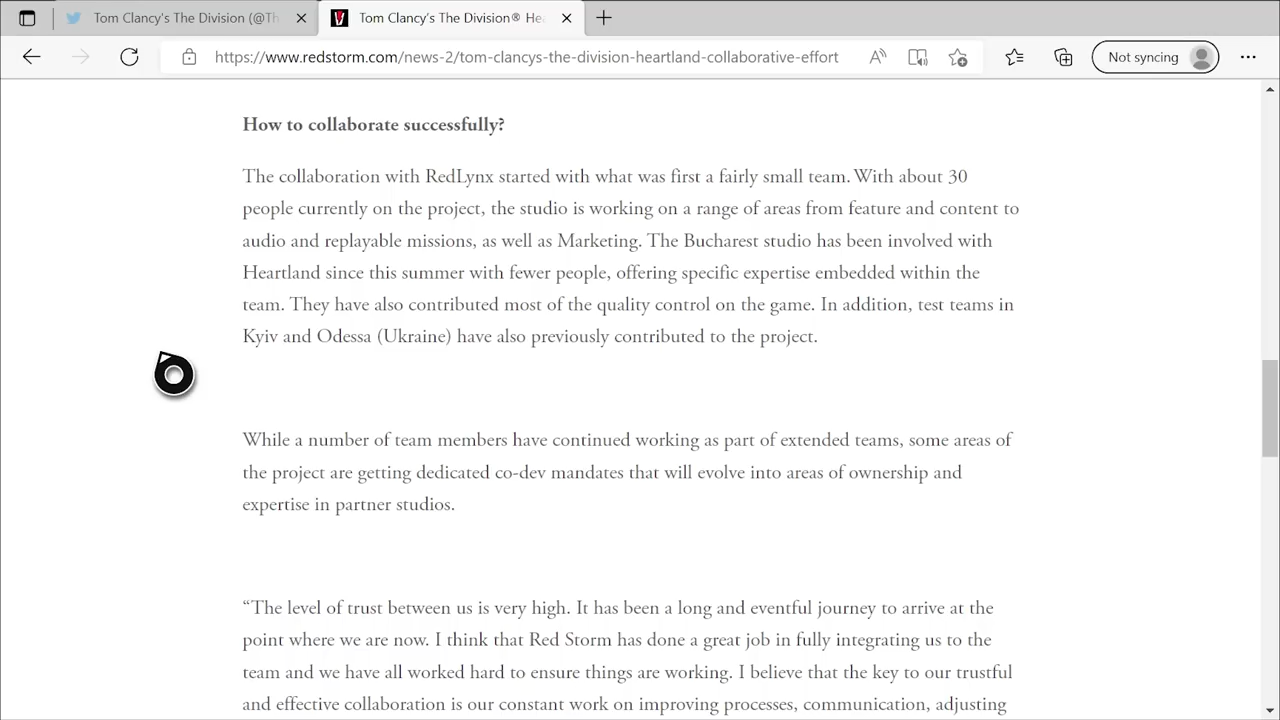 Tom Clancy's The Division (@Th
Tom Clancy's The Division® Hea
https://www.redstorm.com/news-2/tom-clancys-the-division-heartland-collaborative-effort
Not syncing
How to collaborate successfully?
The collaboration with RedLynx started with what was first a fairly small team. With about 30
people currently on the project, the studio is working on a range of areas from feature and content to
audio and replayable missions, as well as Marketing. The Bucharest studio has been involved with
Heartland since this summer with fewer people, offering specific expertise embedded within the
team. They have also contributed most of the quality control on the game. In addition, test teams in
Kyiv and Odessa (Ukraine) have also previously contributed to the project.
While a number of team members have continued working as part of extended teams, some areas of
the project are getting dedicated co-dev mandates that will evolve into areas of ownership and
expertise in partner studios.
“The level of trust between us is very high. It has been a long and eventful journey to arrive at the
point where we are now. I think that Red Storm has done a great job in fully integrating us to the
team and we have all worked hard to ensure things are working. I believe that the key to our trustful
and effective collaboration is our constant work on improving processes, communication, adjusting